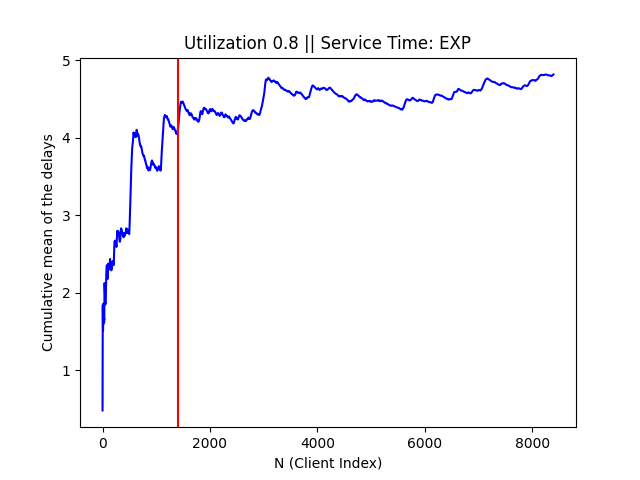 Utilization 0.8 || Service Time: EXP
5
4
3
2
1
Cumulative mean of the delays
0 2000 4000 6000 8000
N (Client Index)